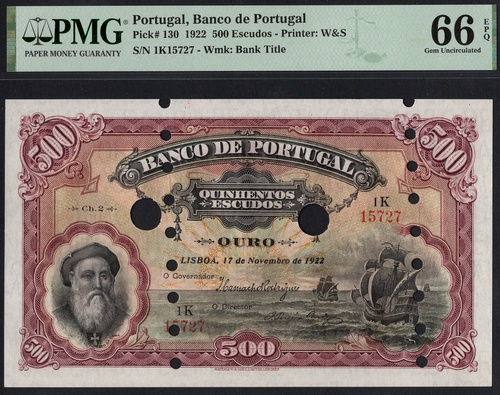 PMG
PAPER MONEY GUARANTY
Portugal, Banco de Portugal
Pick# 130 1922 500 Escudos - Printer: W&S
S/N 1K15727 - Wmk: Bank Title
66 EPQ
Gem Uncirculated
500
500
BANCO DE PORTUGAL
Ch. 2
QUINHENTOS
ESCUDOS
1K
15727
OURO
LISBOA, 17 de Novembro de 1922
O Governador
O Director
1K
15727
500
500
500